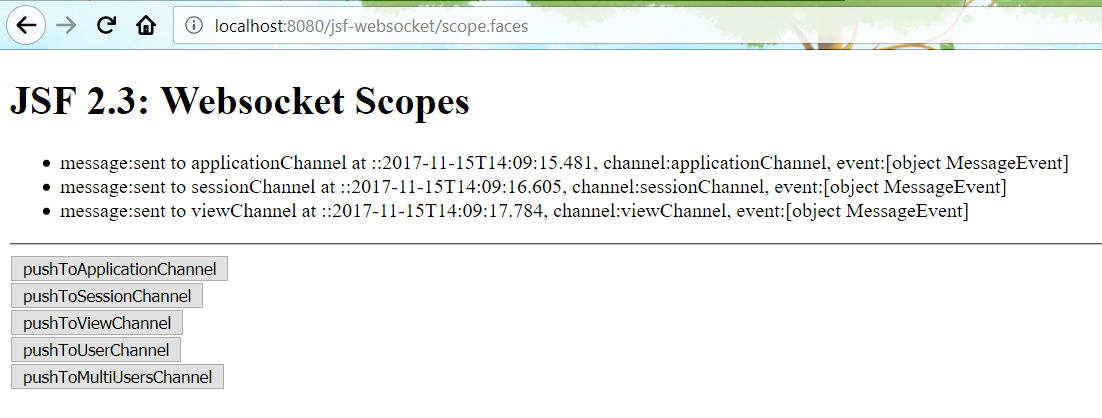 localhost:8080/jsf-websocket/scope.faces
JSF 2.3: Websocket Scopes
message:sent to applicationChannel at ::2017-11-15T14:09:15.481, channel:applicationChannel, event:[object MessageEvent]
message:sent to sessionChannel at ::2017-11-15T14:09:16.605, channel:sessionChannel, event:[object MessageEvent]
message:sent to viewChannel at ::2017-11-15T14:09:17.784, channel:viewChannel, event:[object MessageEvent]
pushToApplicationChannel
pushToSessionChannel
pushToViewChannel
pushToUserChannel
pushToMultiUsersChannel